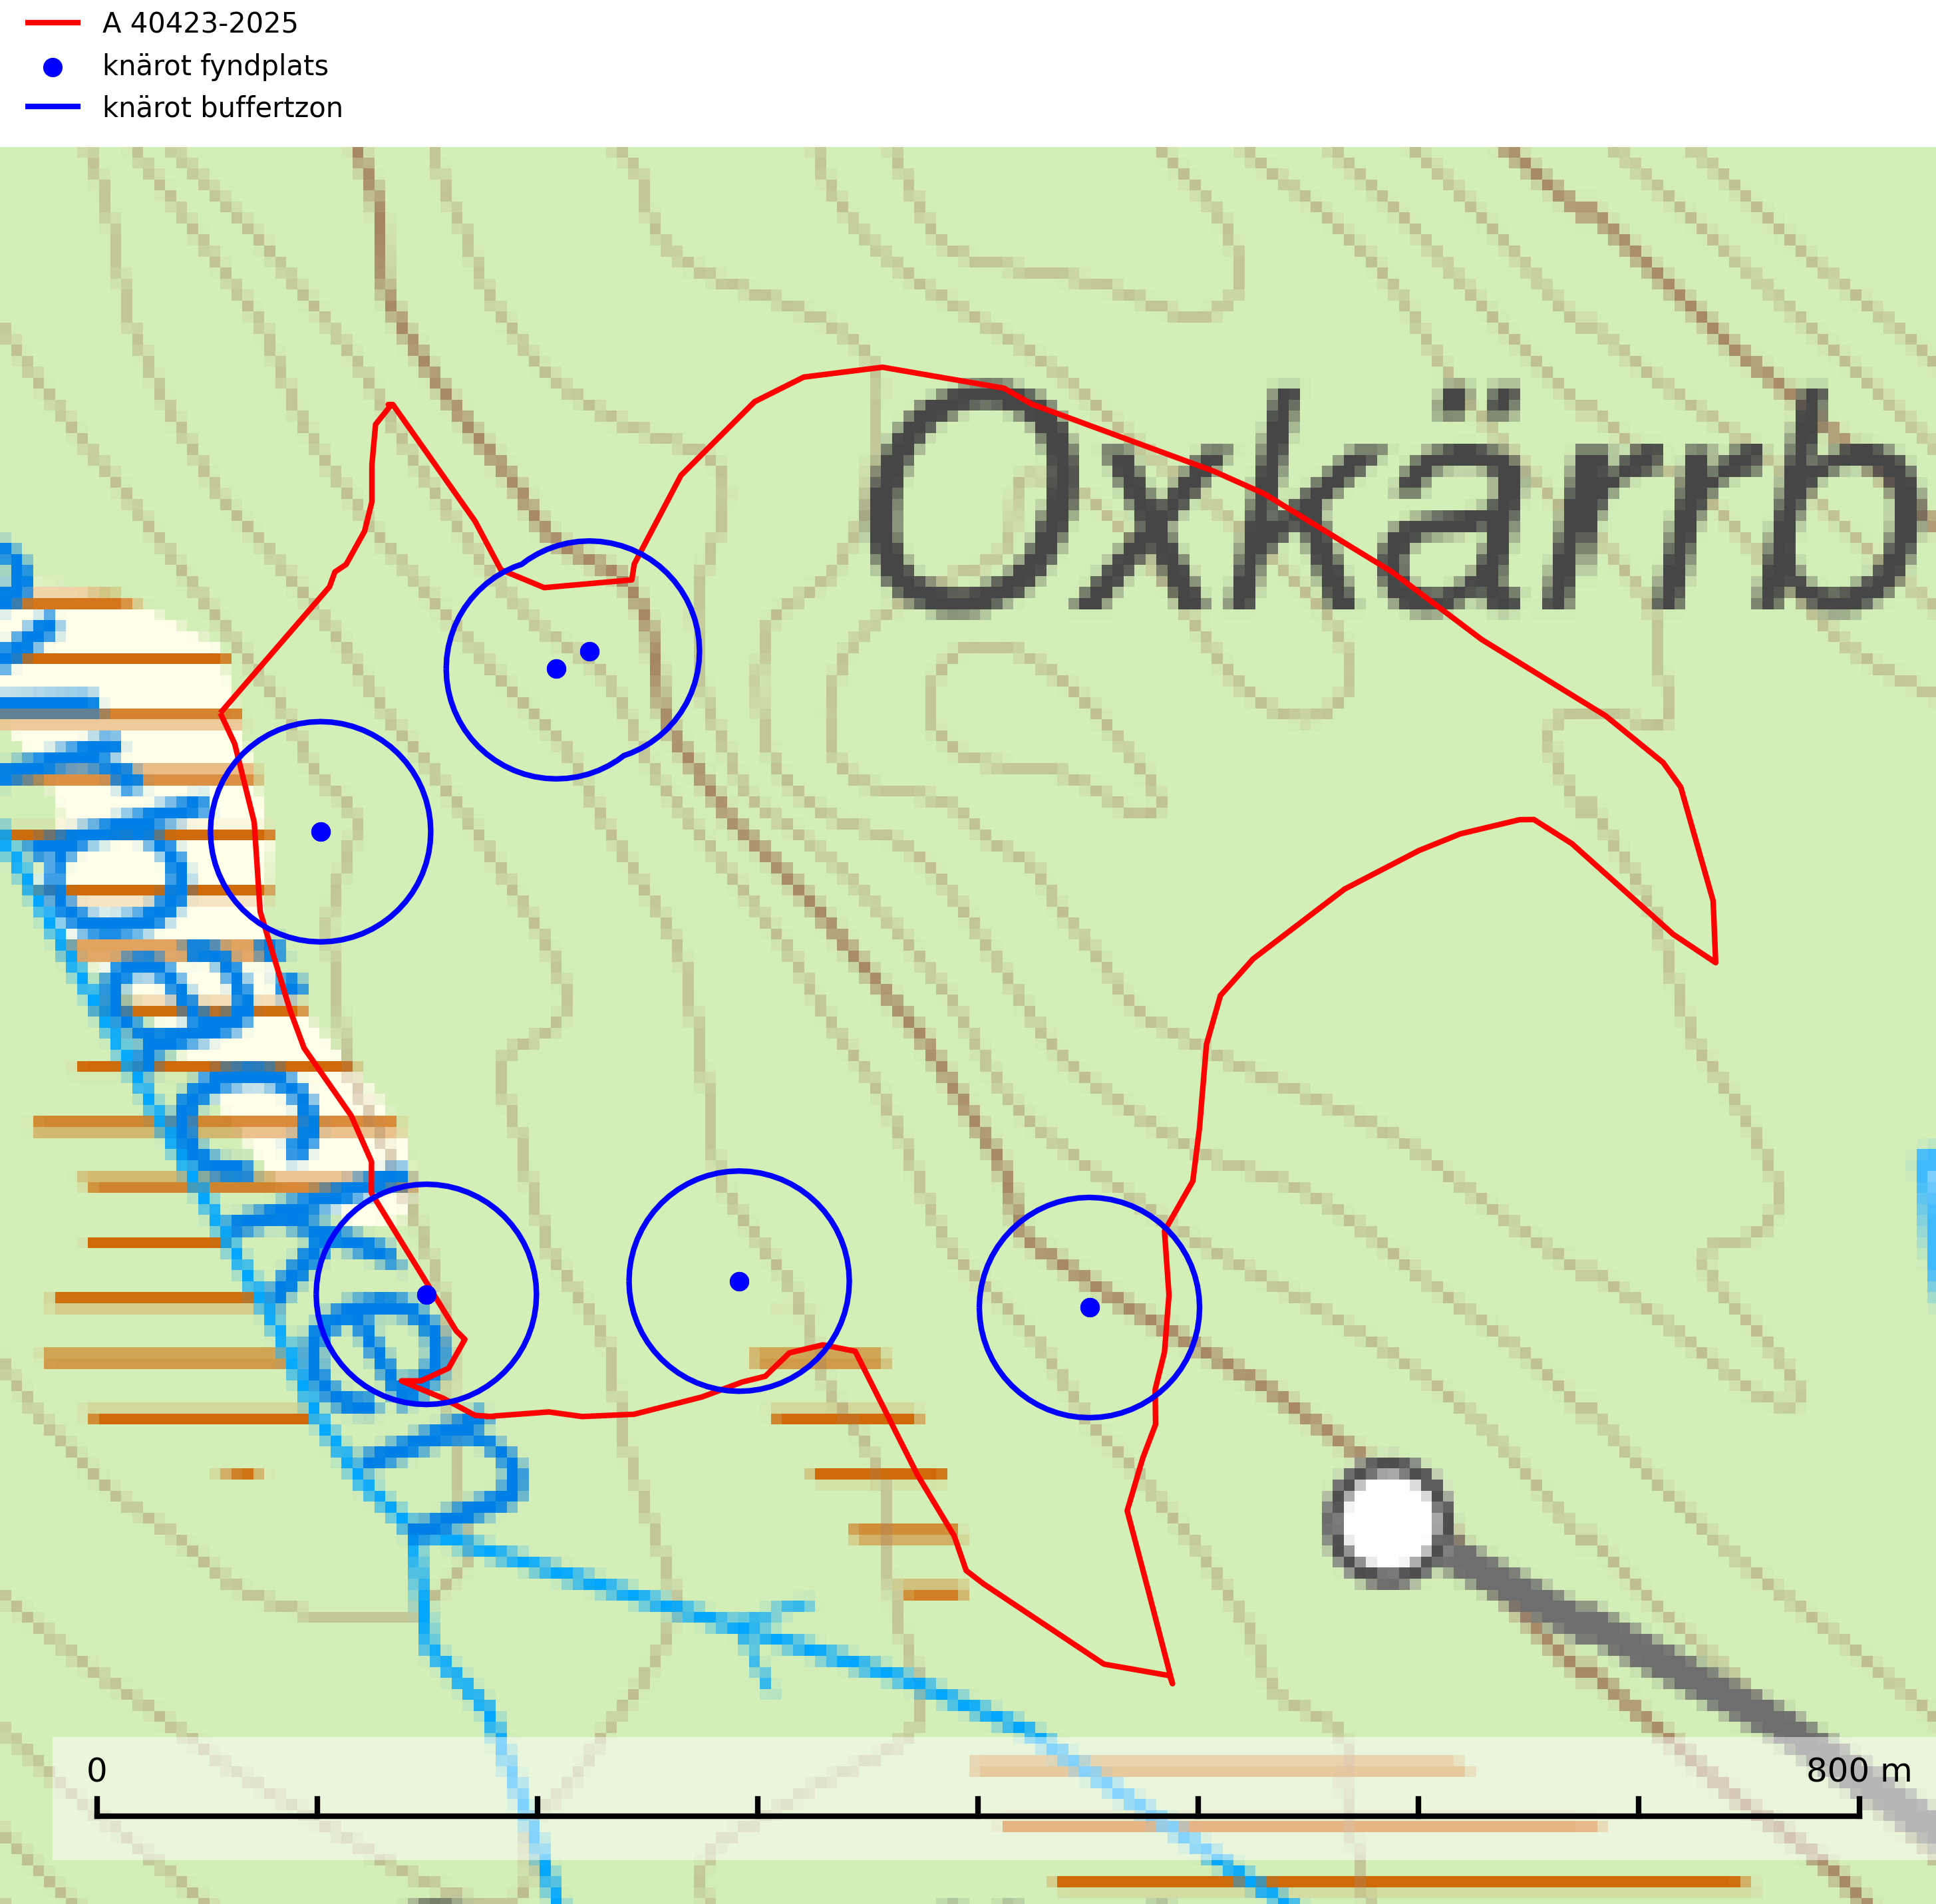 A 40423-2025
knärot fyndplats
knärot buffertzon
Oxkärrb
0
800 m